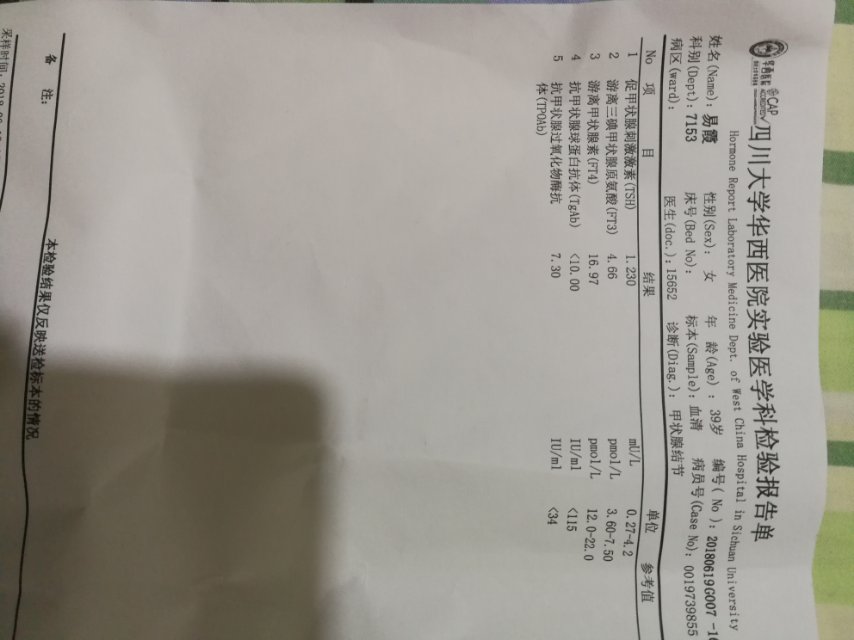 四川大学华西医院实验医学科检验报告单
Hormone Report Laboratory Medicine Dept. of West China Hospital in Sichuan University
姓名(Name): 易霞 性别(Sex): 女 年 龄(Age) : 39岁 编号( No ): 20180619G007
科别(Dept): 7153 床号(Bed No): 标本(Sample): 血清 病员号(Case No): 0019739855
病区(ward): 医生(doc.): 15652 诊断(Diag.): 甲状腺结节
No 项 目 结果 单位 参考值
1 促甲状腺刺激激素(TSH) 1.230 mU/L 0.27-4.2
2 游离三碘甲状腺原氨酸(FT3) 4.66 pmol/L 3.60-7.50
3 游离甲状腺素(FT4) 16.97 pmol/L 12.0-22.0
4 抗甲状腺球蛋白抗体(TgAb) <10.00 IU/ml <115
5 抗甲状腺过氧化物酶抗 7.30 IU/ml <34
体(TPOAb)
备 注:
本检验结果仅反映送检标本的情况
采样时间: